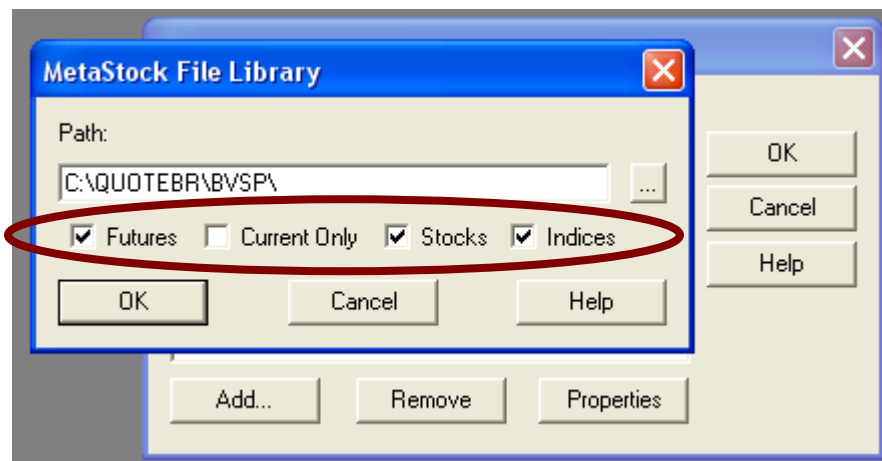 MetaStock File Library
Path:
C:\QUOTEBR\BVSP\
...
Futures Current Only Stocks Indices
OK Cancel Help
OK
Cancel
Help
Add... Remove Properties